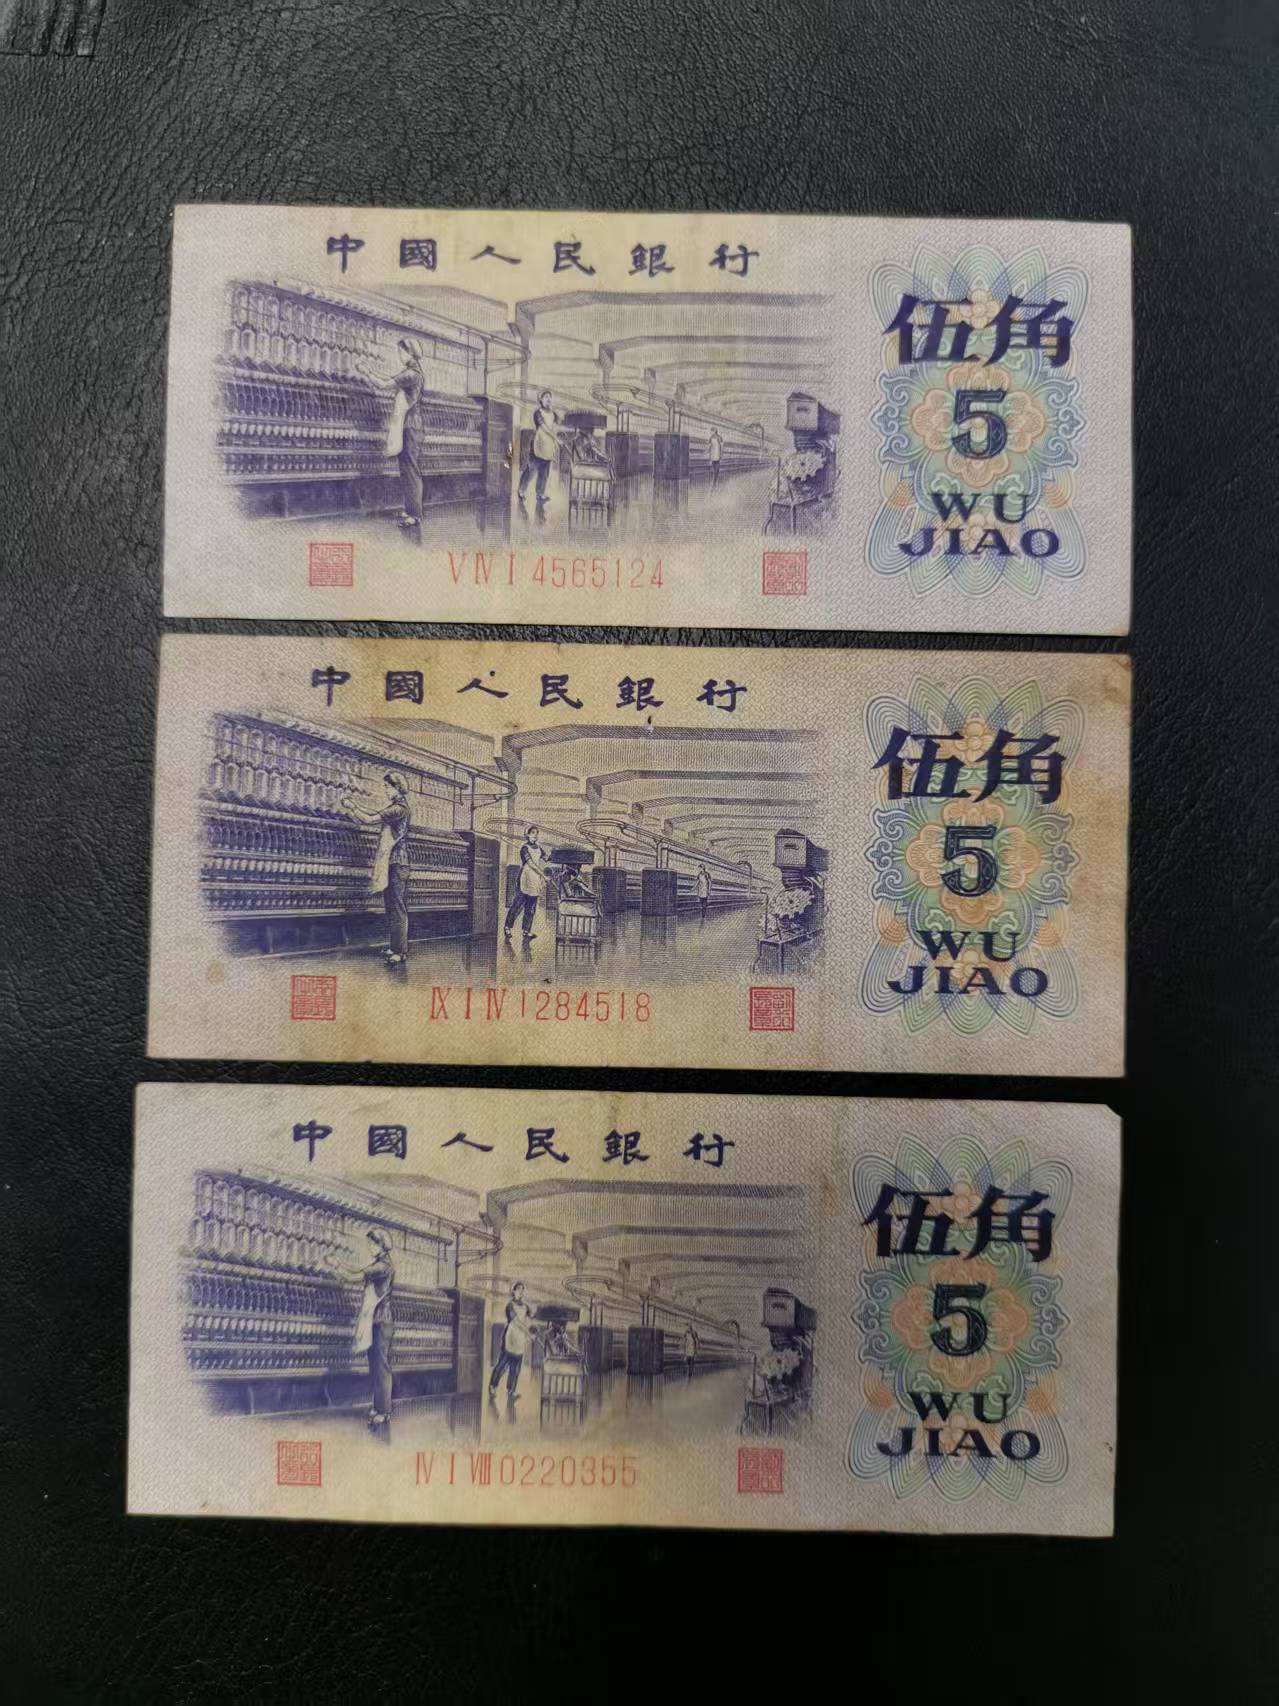 中國人民銀行
伍角
5
WU
JIAO
Ⅴ Ⅳ Ⅰ 4565124
中國人民銀行
伍角
5
WU
JIAO
Ⅸ Ⅰ Ⅳ 1284518
中國人民銀行
伍角
5
WU
JIAO
Ⅳ Ⅰ Ⅷ 0220355